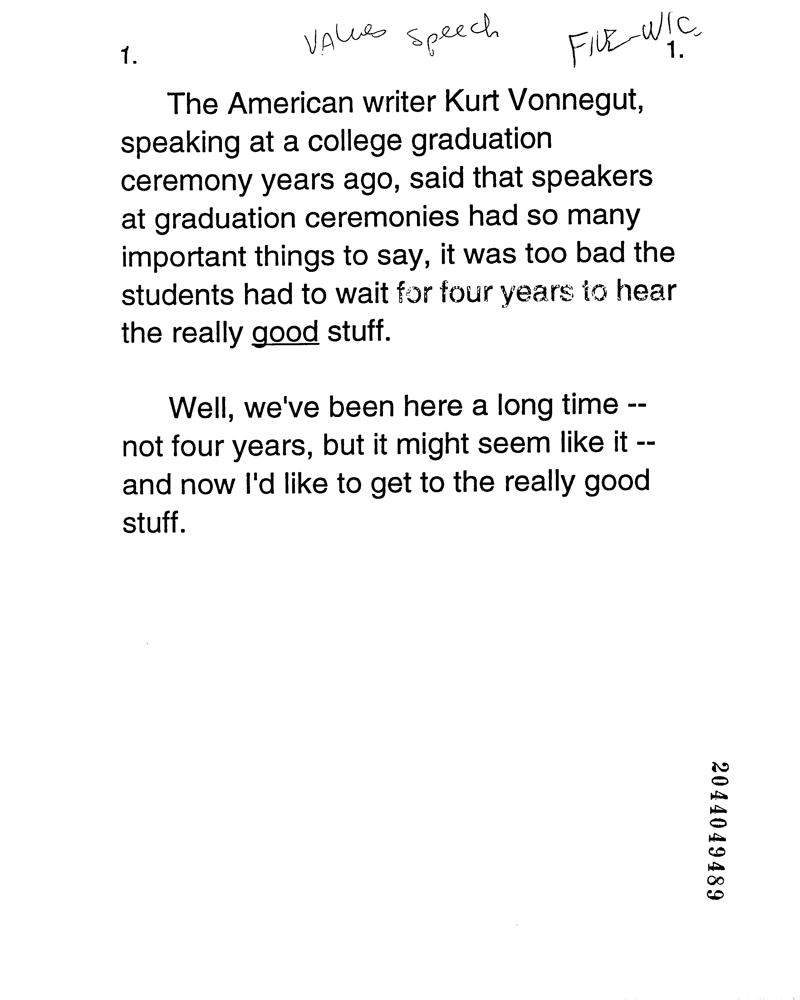 Values Speech
FILE-WIC
1.
1.
The American writer Kurt Vonnegut,
speaking at a college graduation
ceremony years ago, said that speakers
at graduation ceremonies had so many
important things to say, it was too bad the
students had to wait for four years to hear
the really good stuff.
Well, we've been here a long time --
not four years, but it might seem like it --
and now I'd like to get to the really good
stuff.
2044049489